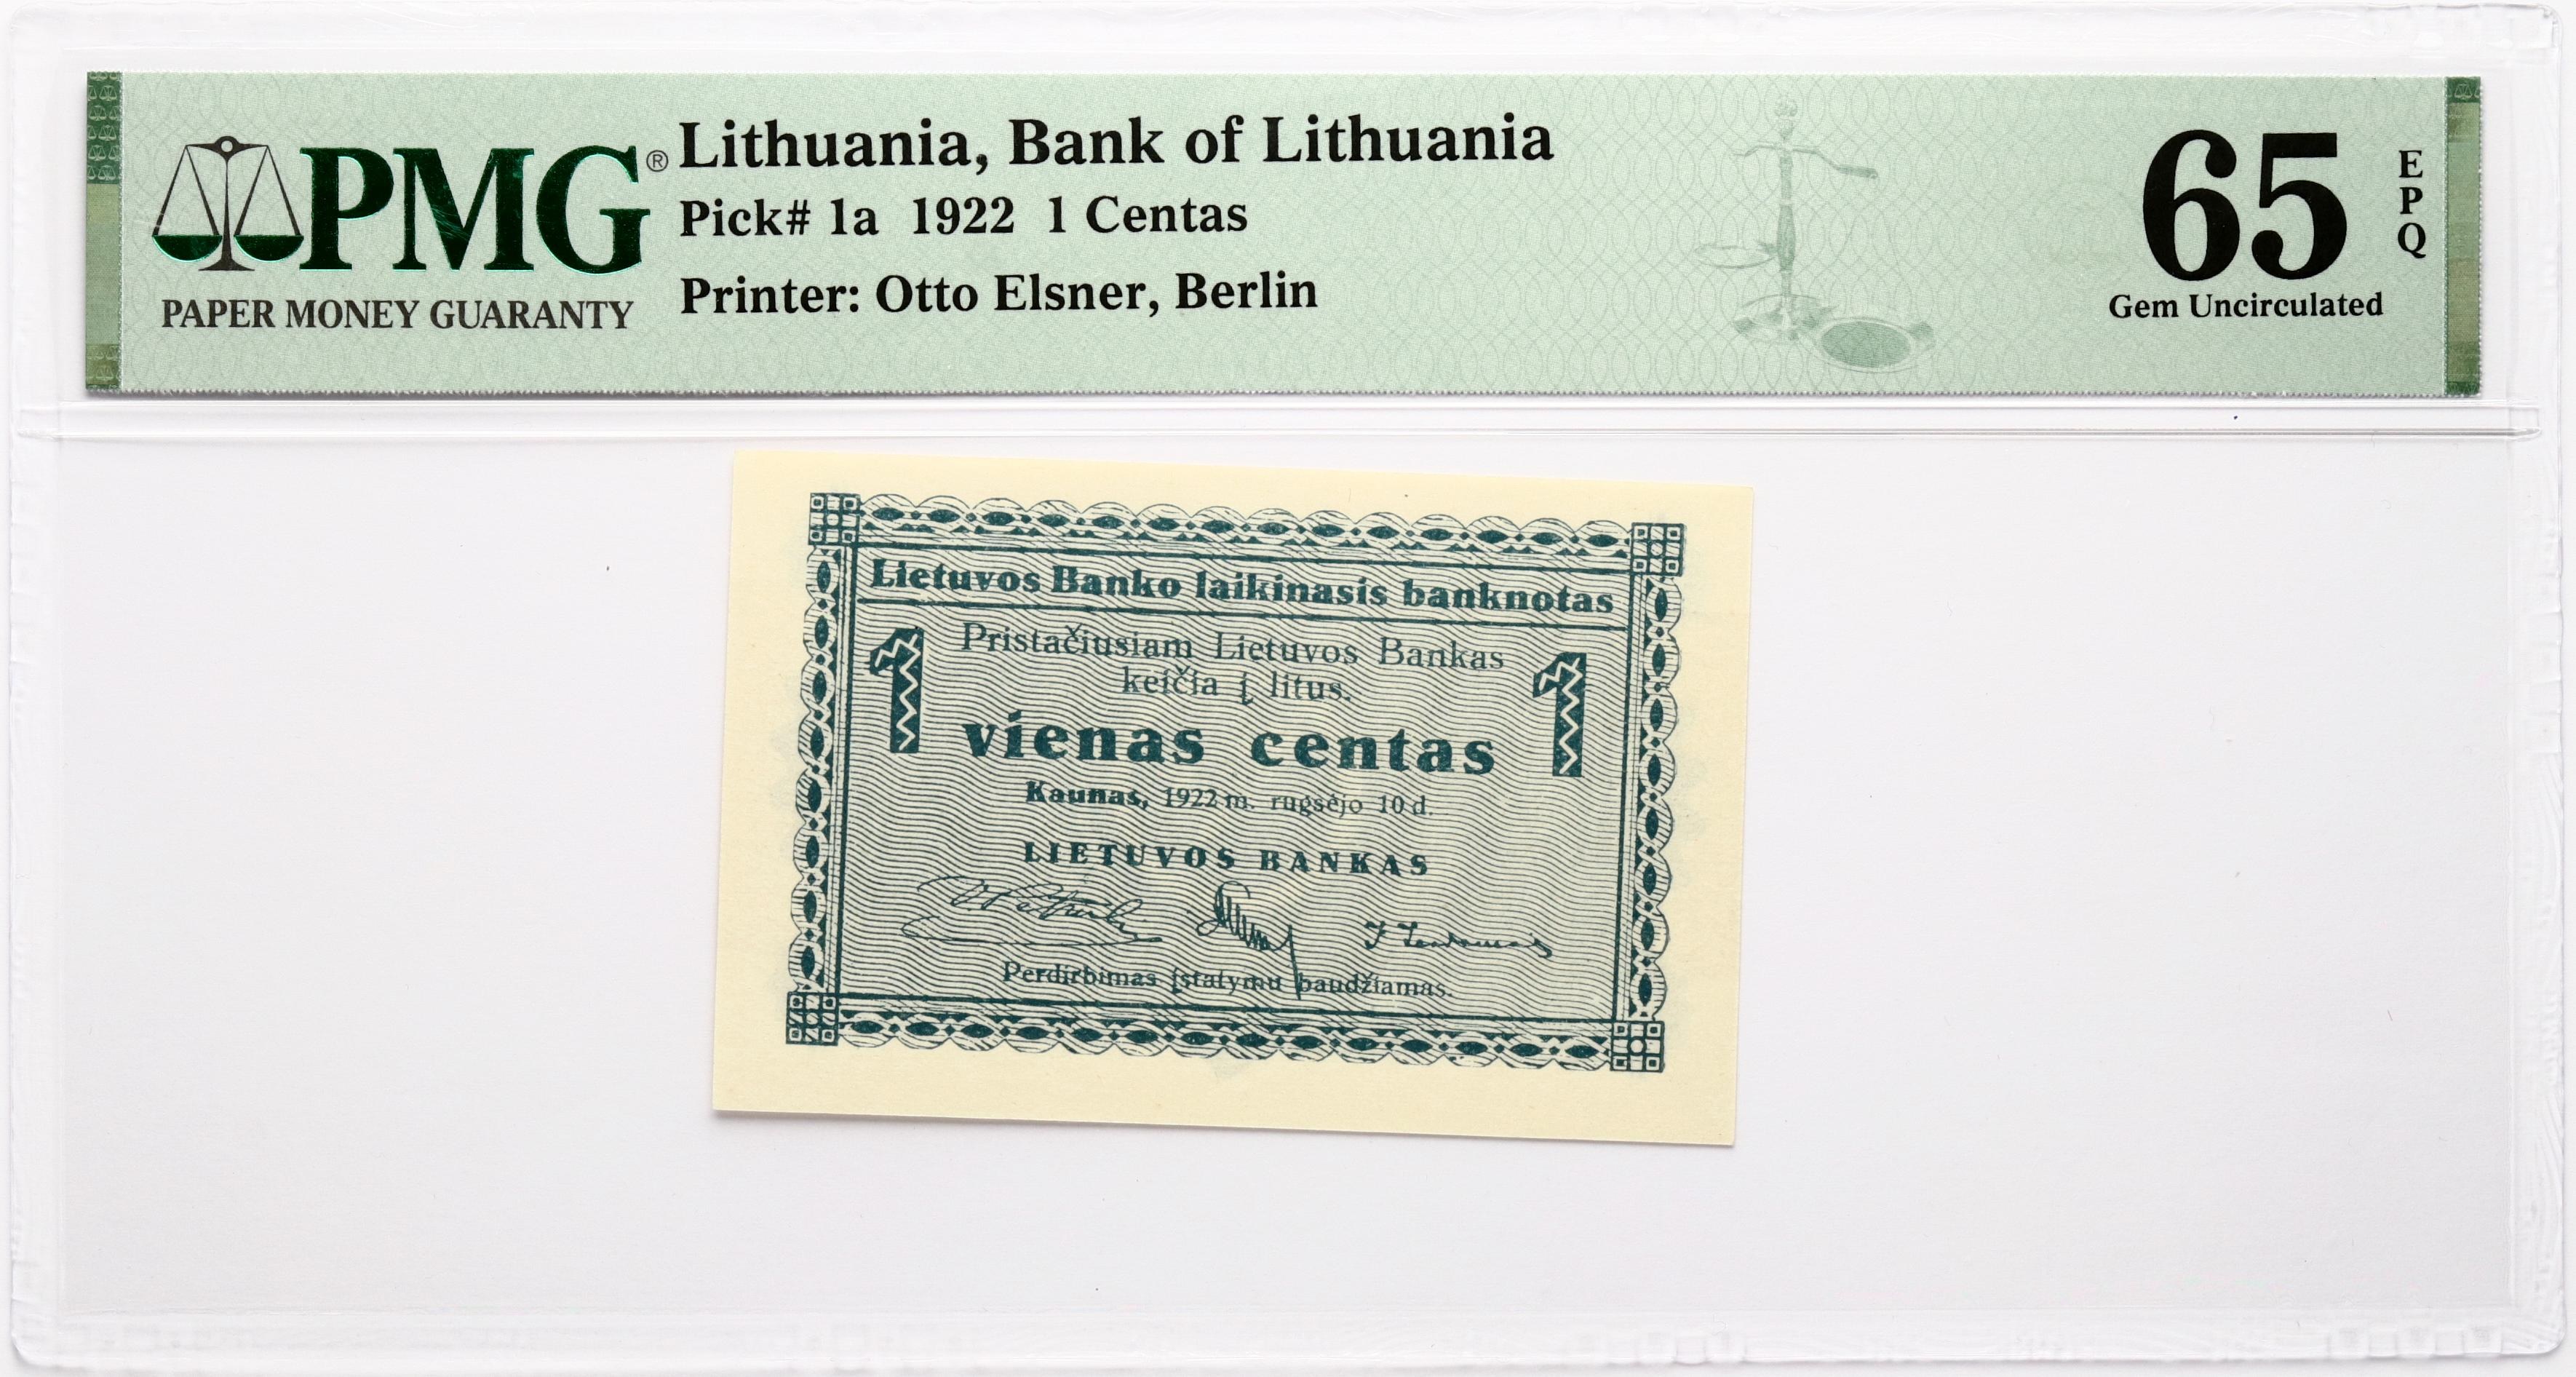 PMG®
PAPER MONEY GUARANTY
Lithuania, Bank of Lithuania
Pick# 1a 1922 1 Centas
Printer: Otto Elsner, Berlin
65
EPQ
Gem Uncirculated
Lietuvos Banko laikinasis banknotas
1 Pristačiusiam Lietuvos Bankas 1
keičia į litus.
vienas centas
Kaunas, 1922 m. rugsėjo 10 d.
LIETUVOS BANKAS
Perdirbimas įstatymu baudžiamas.